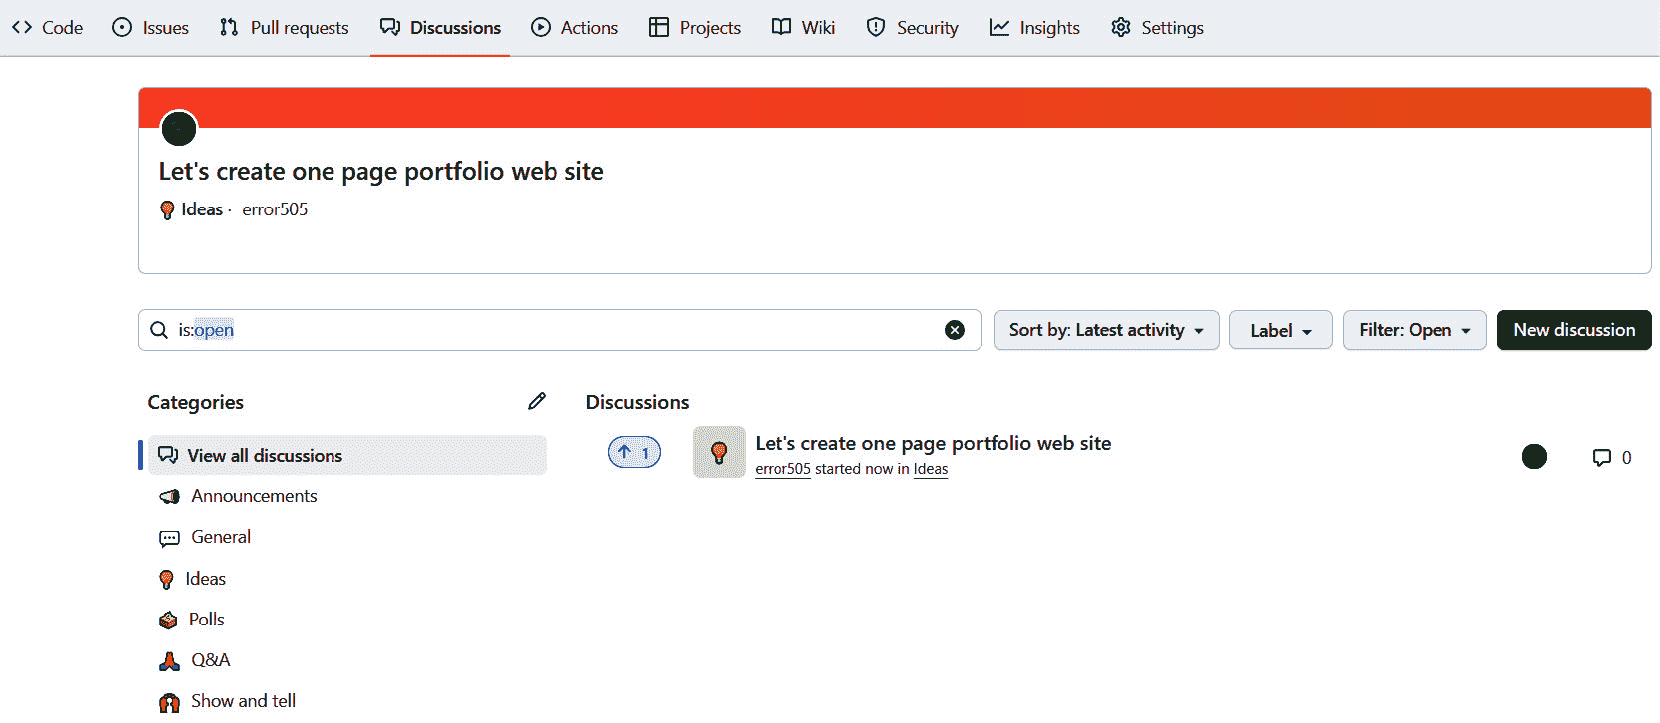 Code Issues Pull requests Discussions Actions Projects Wiki Security Insights Settings
Let's create one page portfolio web site
Ideas · error505
is:open
Sort by: Latest activity
Label
Filter: Open
New discussion
Categories
View all discussions
Announcements
General
Ideas
Polls
Q&A
Show and tell
Discussions
1
Let's create one page portfolio web site
error505 started now in Ideas
0